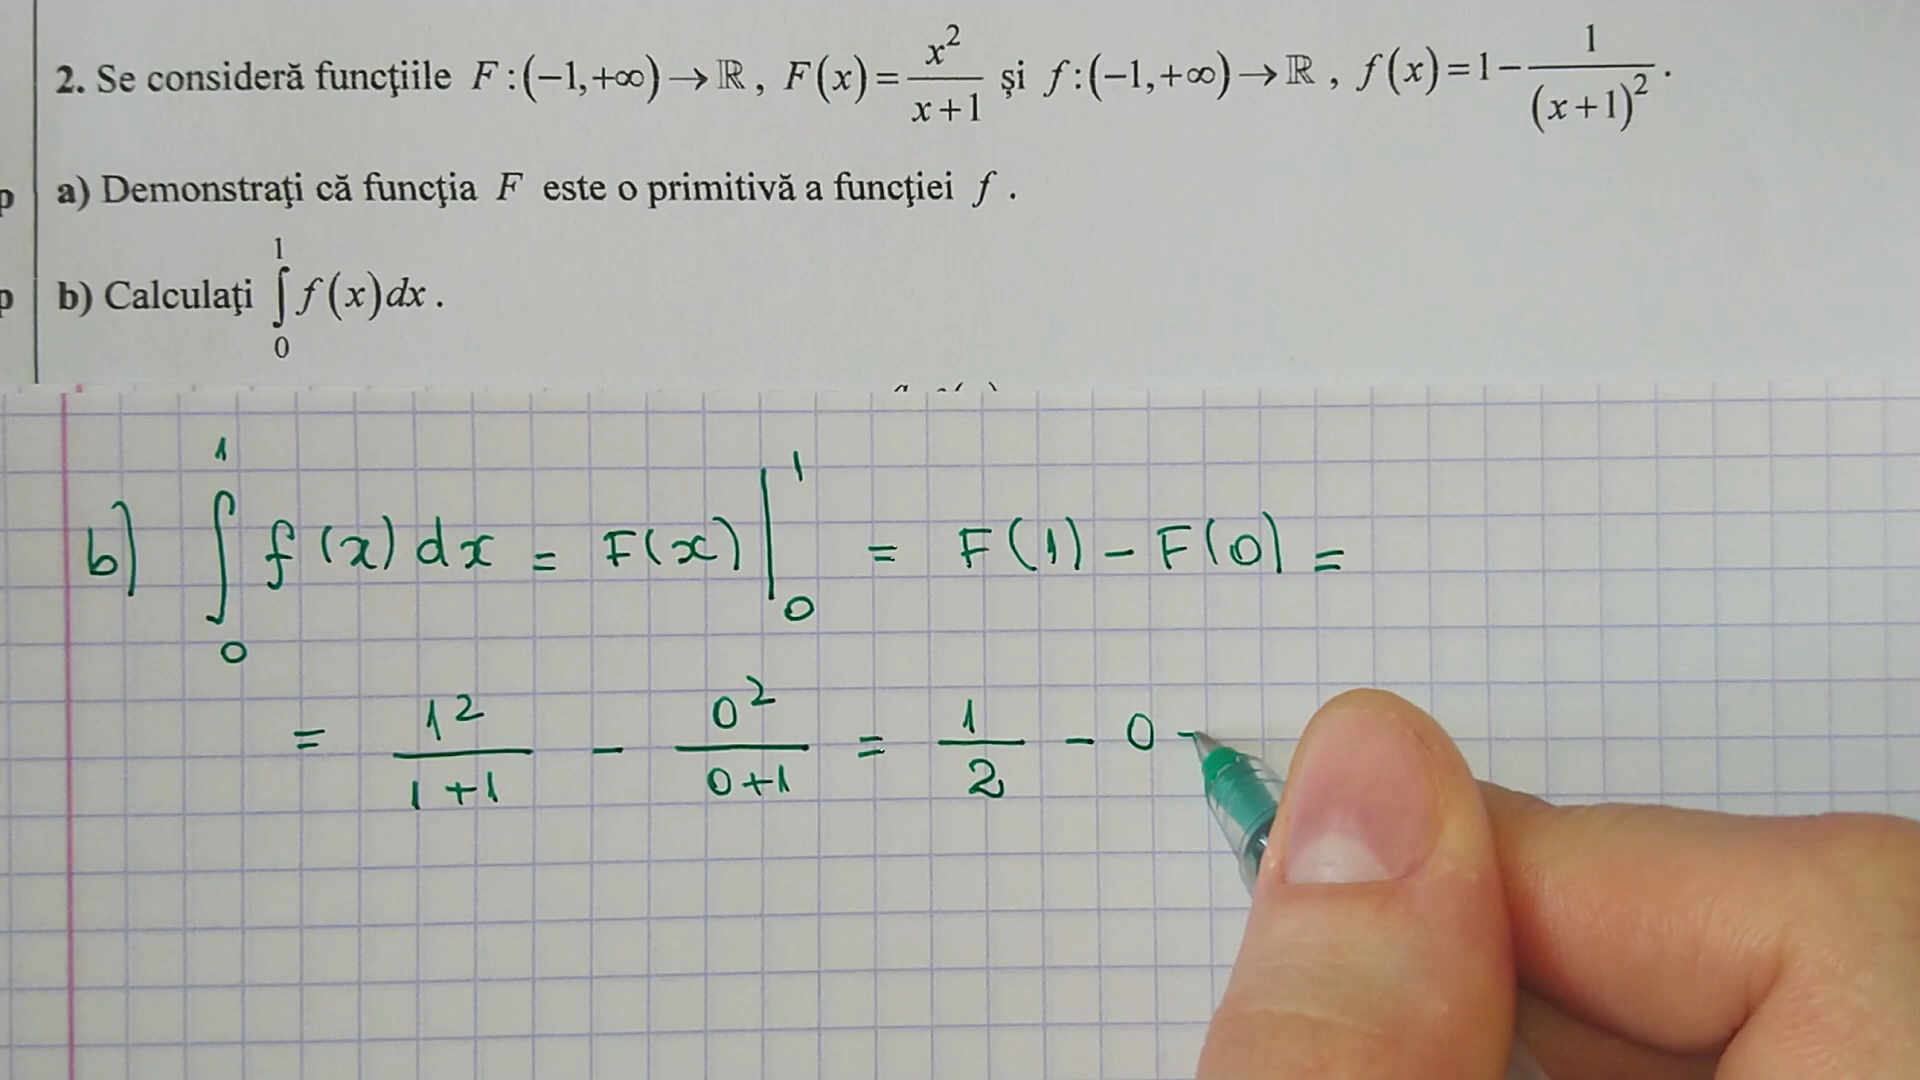 2. Se consideră funcţiile F:(−1,+∞)→ℝ, F(x)=x²/(x+1) şi f:(−1,+∞)→ℝ, f(x)=1−1/(x+1)².
p a) Demonstraţi că funcţia F este o primitivă a funcţiei f.
p b) Calculaţi ∫₀¹ f(x)dx.
b) ∫₀¹ f(x)dx = F(x)|₀¹ = F(1) − F(0) =
= 1²/(1+1) − 0²/(0+1) = 1/2 − 0 -